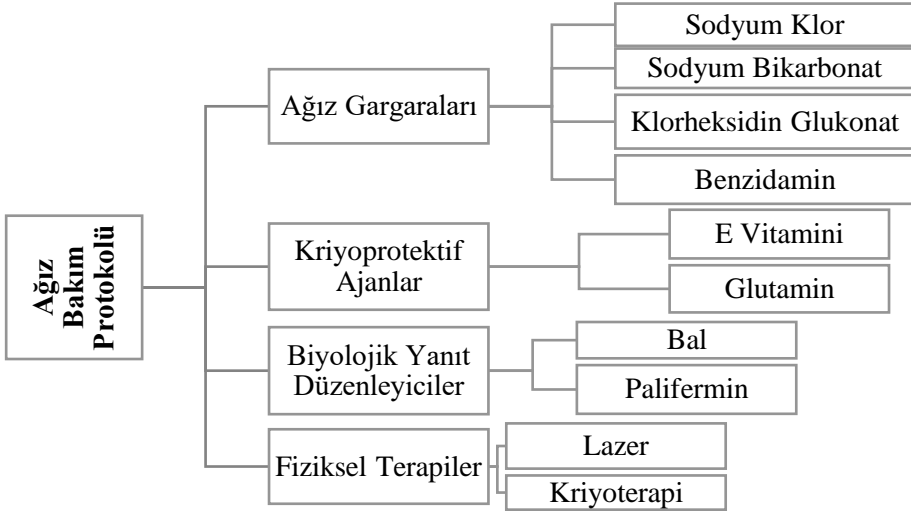 Ağız
Bakım
Protokolü
Ağız Gargaraları
Sodyum Klor
Sodyum Bikarbonat
Klorheksidin Glukonat
Benzidamin
Kriyoprotektif
Ajanlar
E Vitamini
Glutamin
Biyolojik Yanıt
Düzenleyiciler
Bal
Palifermin
Fiziksel Terapiler
Lazer
Kriyoterapi